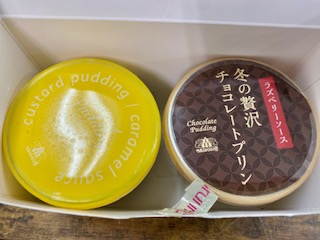 custard pudding / caramel sauce
ラズベリーソース
冬の贅沢
チョコレートプリン
Chocolate
Pudding